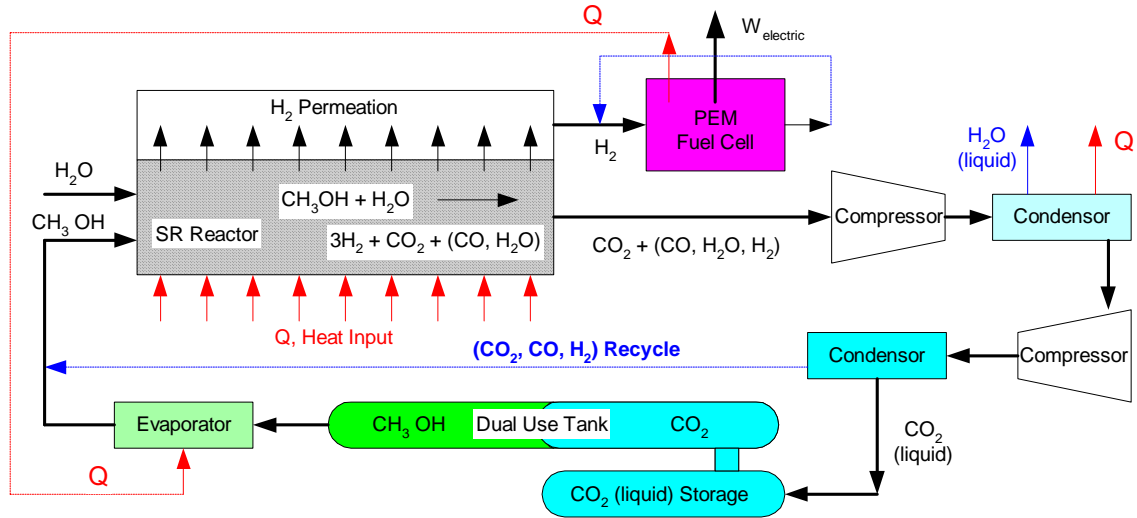 Q
W electric
H₂ Permeation
PEM
Fuel Cell
H₂
H₂O
(liquid)
Q
H₂O
CH₃OH + H₂O
CH₃ OH
SR Reactor
3H₂ + CO₂ + (CO, H₂O)
Compressor
Condensor
CO₂ + (CO, H₂O, H₂)
Q, Heat Input
(CO₂, CO, H₂) Recycle
Condensor
Compressor
Evaporator
CH₃ OH
Dual Use Tank
CO₂
CO₂
(liquid)
Q
CO₂ (liquid) Storage